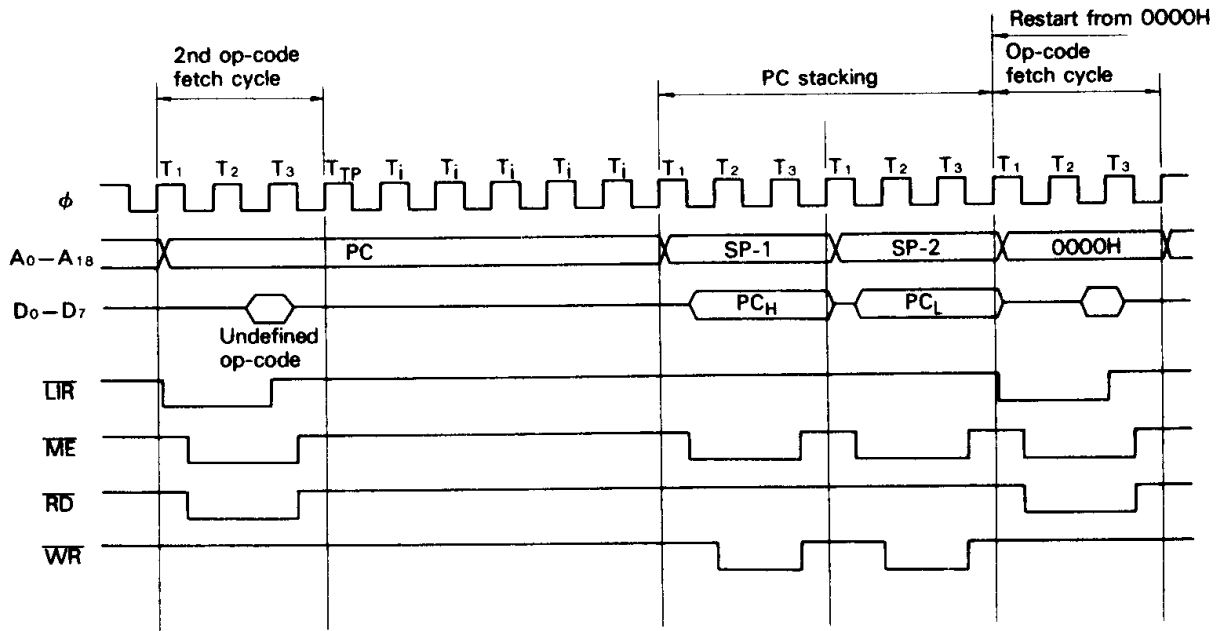 Restart from 0000H
2nd op-code
fetch cycle
PC stacking
Op-code
fetch cycle
T1 T2 T3 TTP Ti Ti Ti Ti Ti T1 T2 T3 T1 T2 T3 T1 T2 T3
ϕ
A0—A18 PC SP-1 SP-2 0000H
D0—D7 PCH PCL
Undefined
op-code
LIR
ME
RD
WR